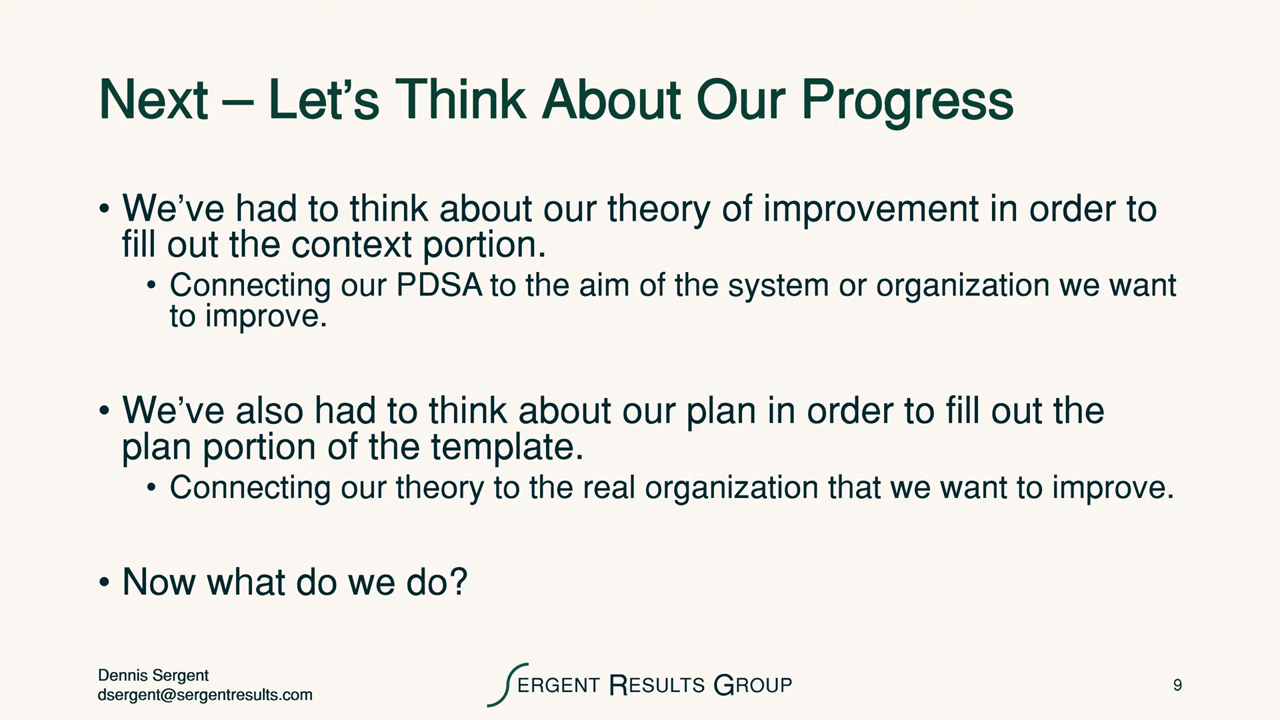 Next – Let’s Think About Our Progress
• We’ve had to think about our theory of improvement in order to
fill out the context portion.
• Connecting our PDSA to the aim of the system or organization we want
to improve.
• We’ve also had to think about our plan in order to fill out the
plan portion of the template.
• Connecting our theory to the real organization that we want to improve.
• Now what do we do?
Dennis Sergent
dsergent@sergentresults.com
SERGENT RESULTS GROUP
9